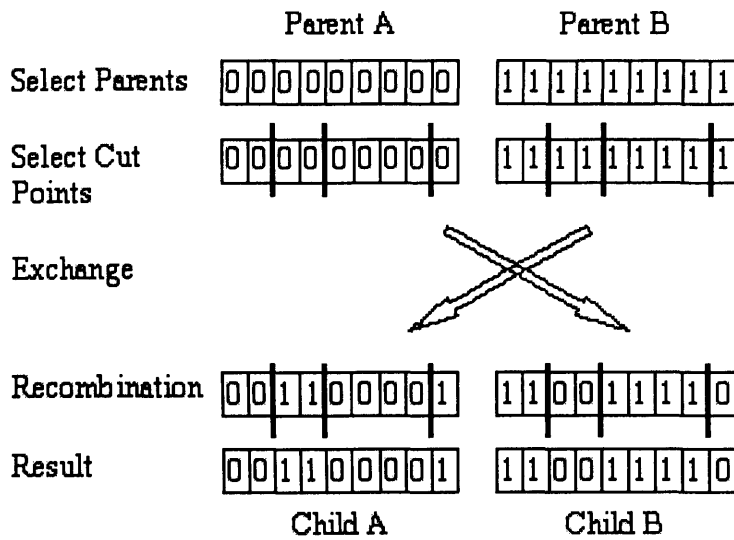 Parent A Parent B
Select Parents 0 0 0 0 0 0 0 0 0 1 1 1 1 1 1 1 1 1
Select Cut 0 0 0 0 0 0 0 0 0 1 1 1 1 1 1 1 1 1
Points
Exchange
Recombination 0 0 1 1 0 0 0 0 1 1 1 0 0 1 1 1 1 0
Result 0 0 1 1 0 0 0 0 1 1 1 0 0 1 1 1 1 0
Child A Child B